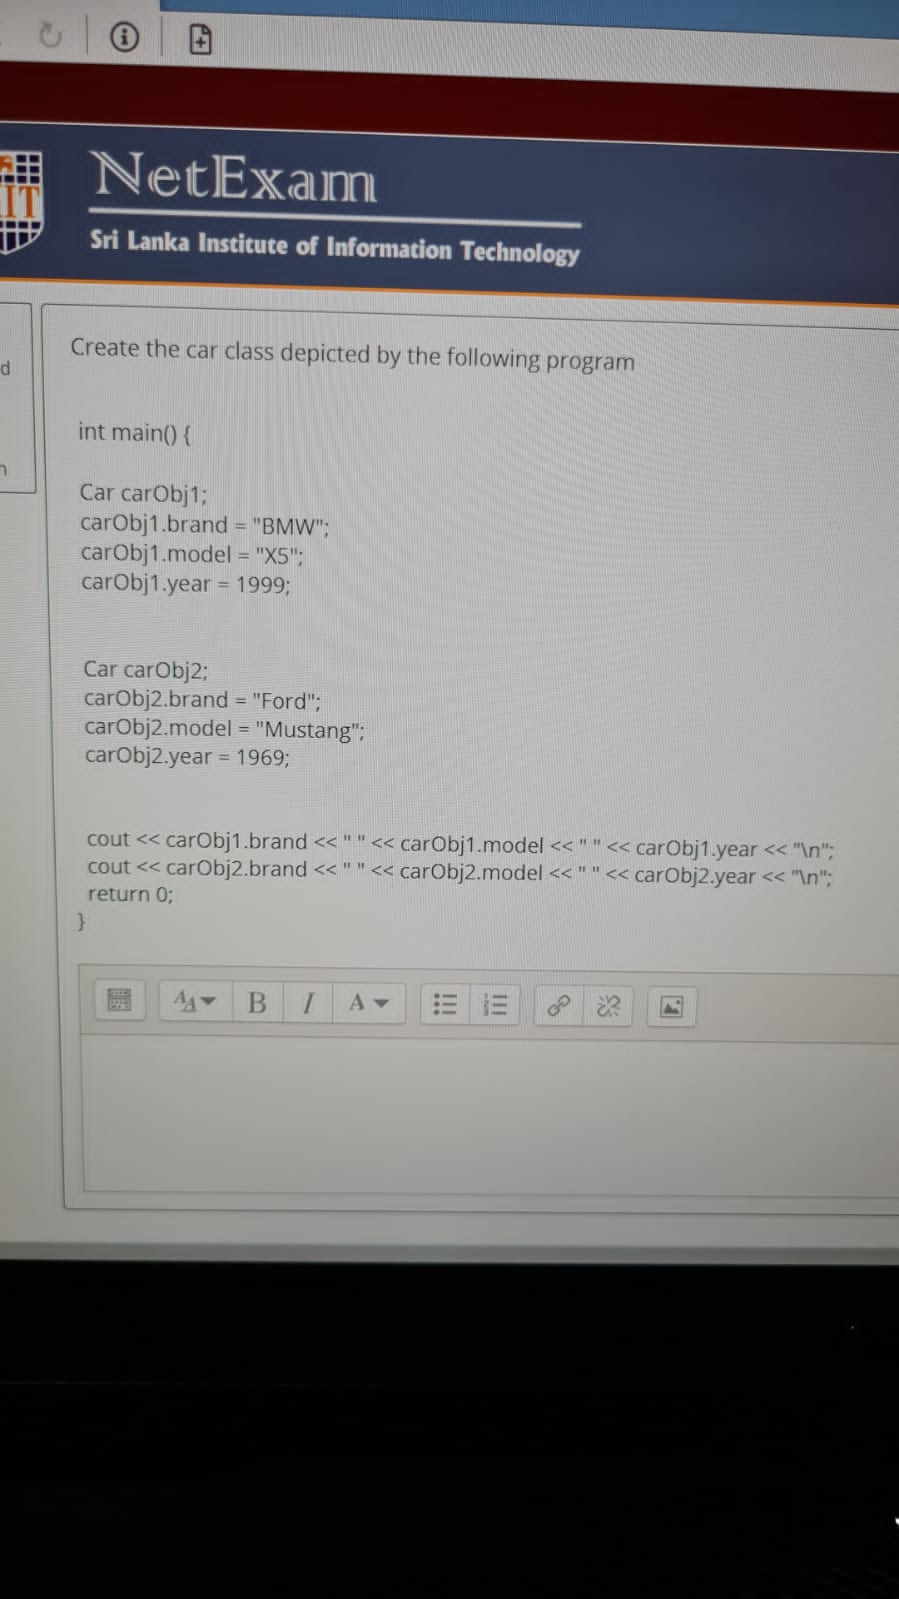 IT
NetExam
Sri Lanka Institute of Information Technology
d
Create the car class depicted by the following program
int main() {
n
Car carObj1;
carObj1.brand = "BMW";
carObj1.model = "X5";
carObj1.year = 1999;
Car carObj2;
carObj2.brand = "Ford";
carObj2.model = "Mustang";
carObj2.year = 1969;
cout << carObj1.brand << " " << carObj1.model << " " << carObj1.year << "\n";
cout << carObj2.brand << " " << carObj2.model << " " << carObj2.year << "\n";
return 0;
}
B I A